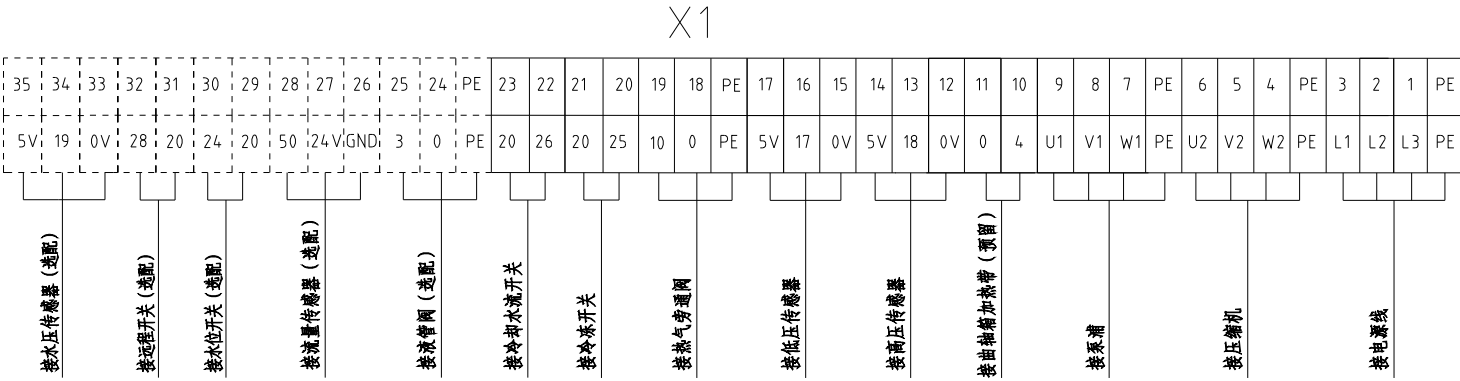 X1
35 34 33 32 31 30 29 28 27 26 25 24 PE 23 22 21 20 19 18 PE 17 16 15 14 13 12 11 10 9 8 7 PE 6 5 4 PE 3 2 1 PE
5V 19 0V 28 20 24 20 50 24V GND 3 0 PE 20 26 20 25 10 0 PE 5V 17 0V 5V 18 0V 0 4 U1 V1 W1 PE U2 V2 W2 PE L1 L2 L3 PE
接水压传感器(选配)
接远程开关(选配)
接水位开关(选配)
接流量传感器(选配)
接液管阀(选配)
接冷却水流开关
接冷冻开关
接热气旁通阀
接低压传感器
接高压传感器
接曲轴箱加热带(预留)
接泵浦
接压缩机
接电源线